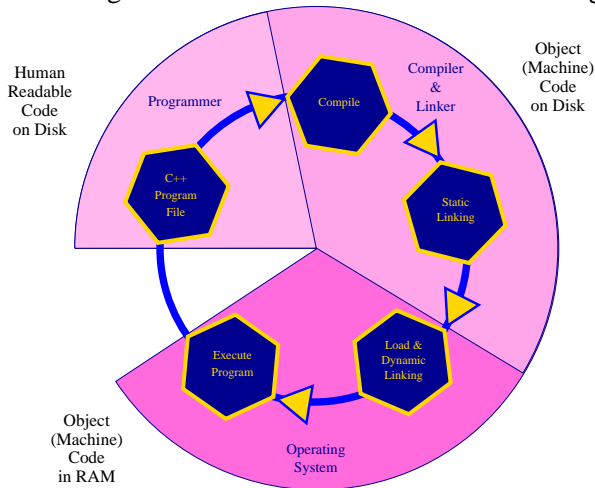 Human
Readable
Code
on Disk
Programmer
Compile
Compiler
&
Linker
Object
(Machine)
Code
on Disk
C++
Program
File
Static
Linking
Execute
Program
Load &
Dynamic
Linking
Object
(Machine)
Code
in RAM
Operating
System